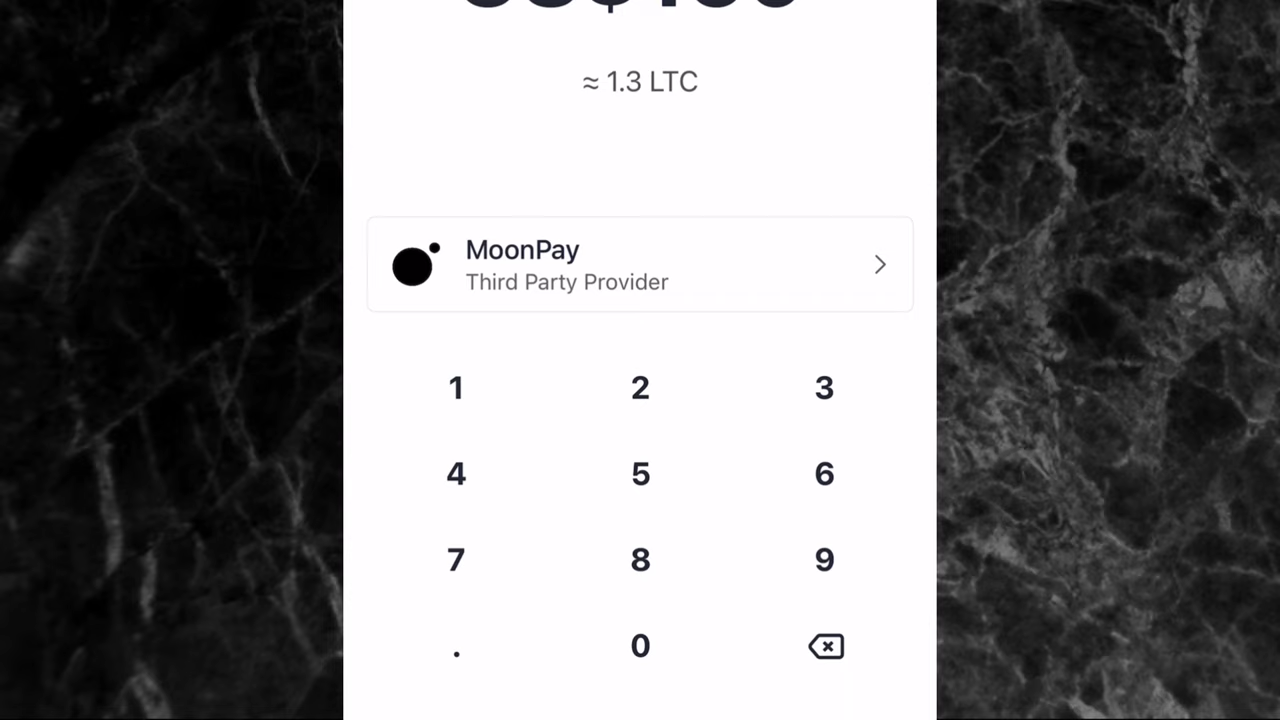 ≈ 1.3 LTC
MoonPay
Third Party Provider
1 2 3
4 5 6
7 8 9
. 0